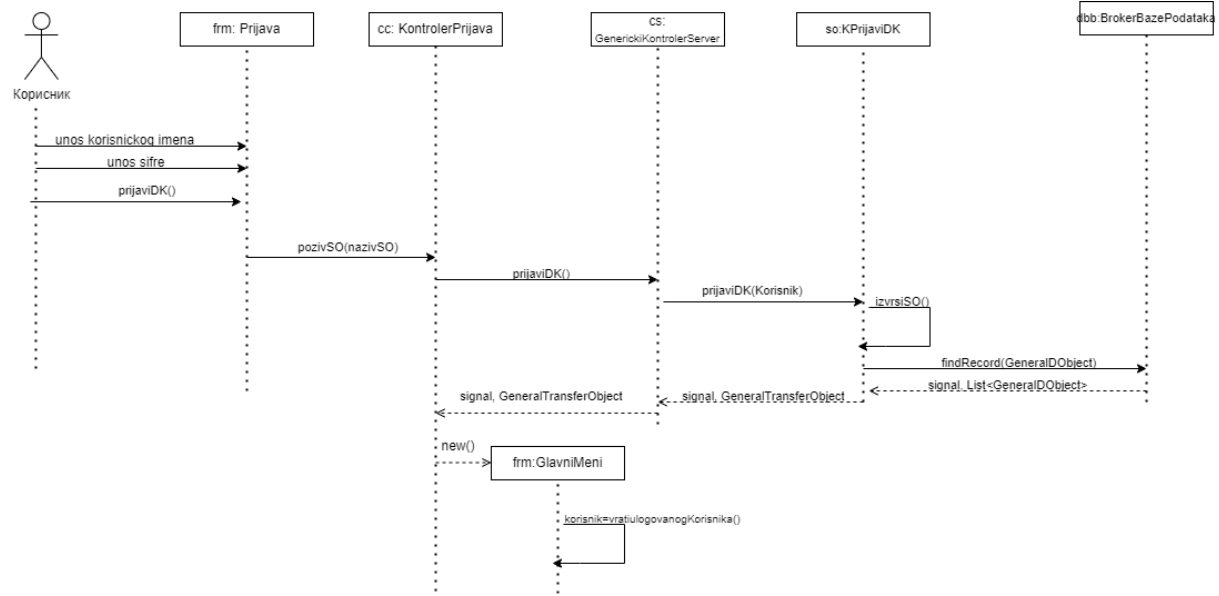 frm: Prijava
cc: KontrolerPrijava
cs:
GenerickiKontrolerServer
so:KPrijaviDK
dbb:BrokerBazePodataka
Корисник
unos korisnickog imena
unos sifre
prijaviDK()
pozivSO(nazivSO)
prijaviDK()
prijaviDK(Korisnik)
izvrsiSO()
findRecord(GeneralDObject)
signal, List<GeneralDObject>
signal, GeneralTransferObject
signal, GeneralTransferObject
new()
frm:GlavniMeni
korisnik=vratiulogovanogKorisnika()